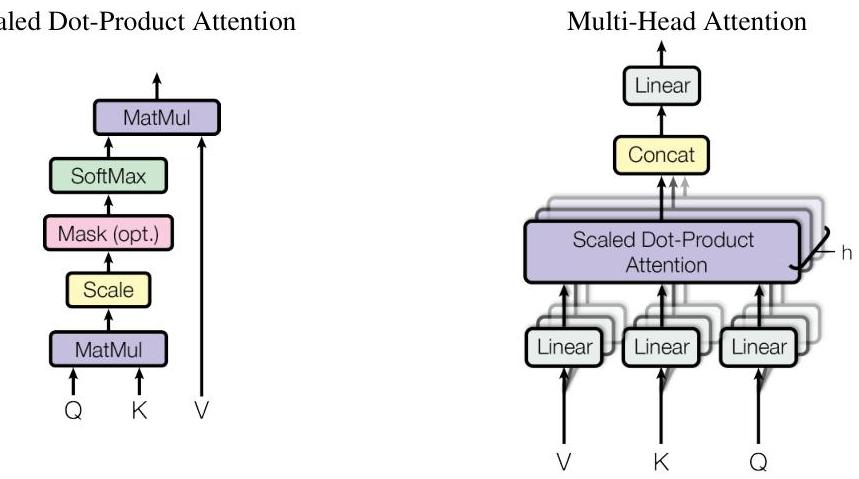 aled Dot-Product Attention
MatMul
SoftMax
Mask (opt.)
Scale
MatMul
Q K V
Multi-Head Attention
Linear
Concat
Scaled Dot-Product
Attention
h
Linear Linear Linear
V K Q